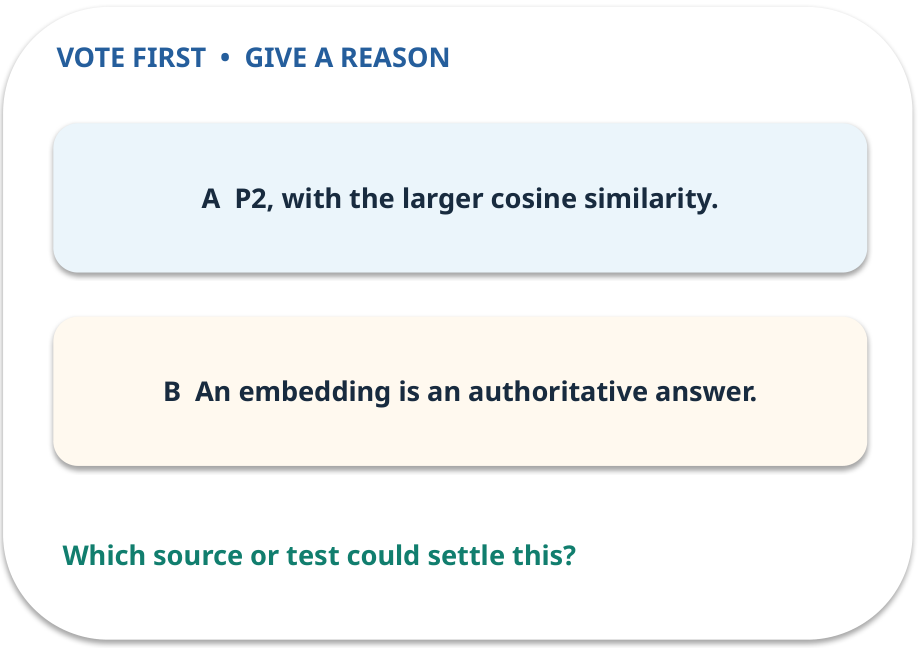 VOTE FIRST • GIVE A REASON
A P2, with the larger cosine similarity.
B An embedding is an authoritative answer.
Which source or test could settle this?